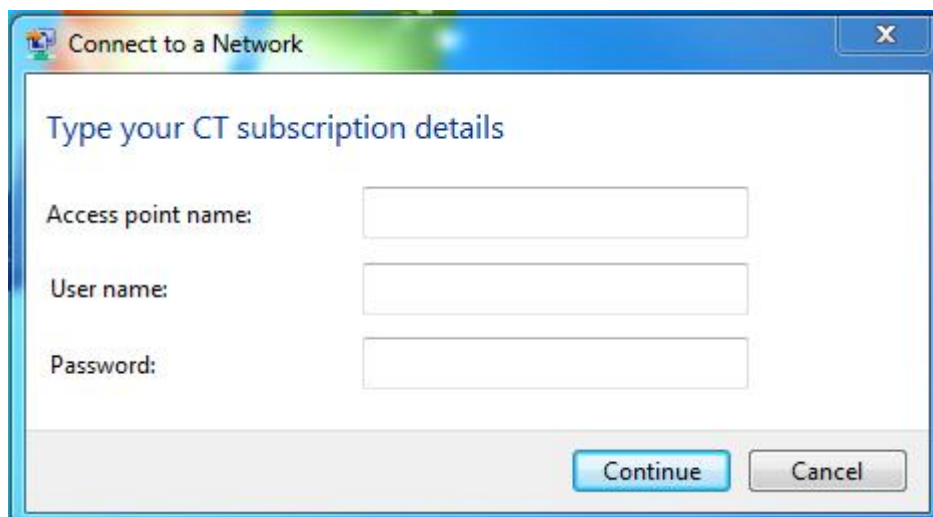 Connect to a Network
Type your CT subscription details
Access point name:
User name:
Password:
Continue
Cancel